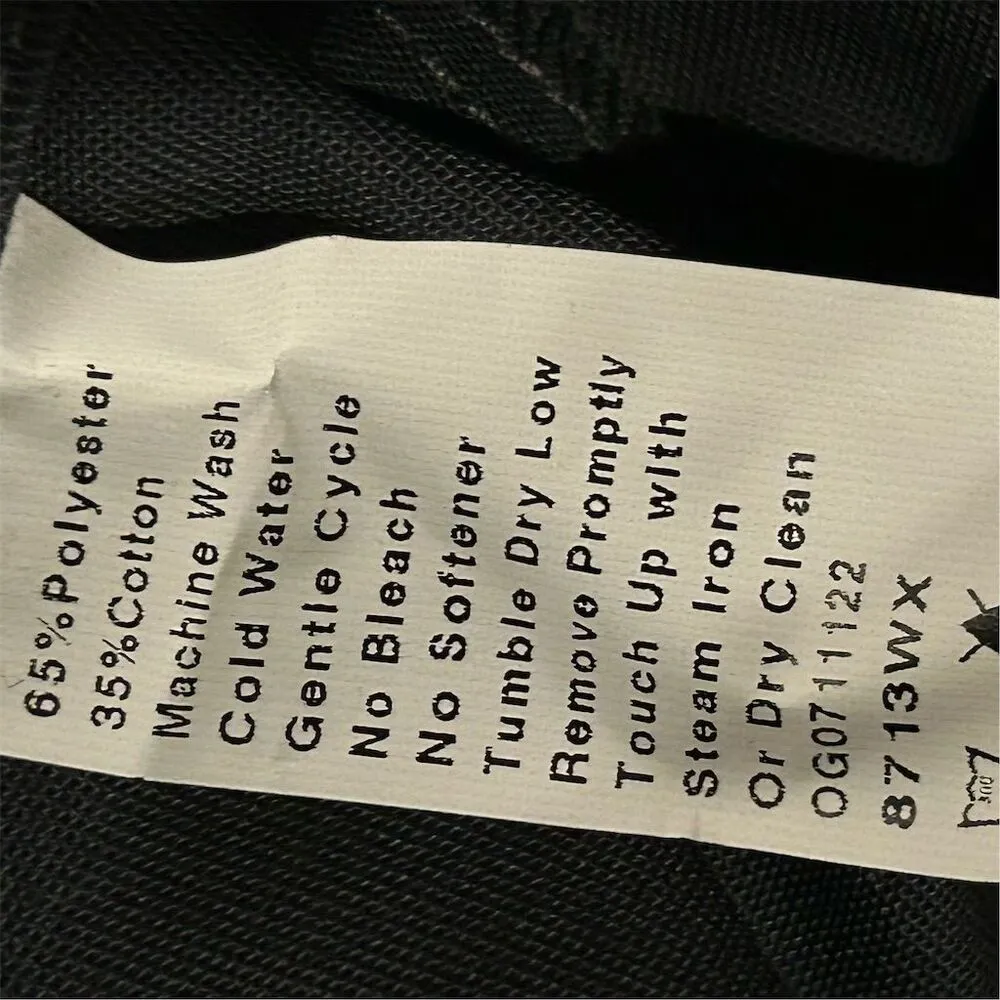 65%Polyester
35%Cotton
Machine Wash
Cold Water
Gentle Cycle
No Bleach
No Softener
Tumble Dry Low
Remove Promptly
Touch Up with
Steam Iron
Or Dry Clean
OG071122
8713WX